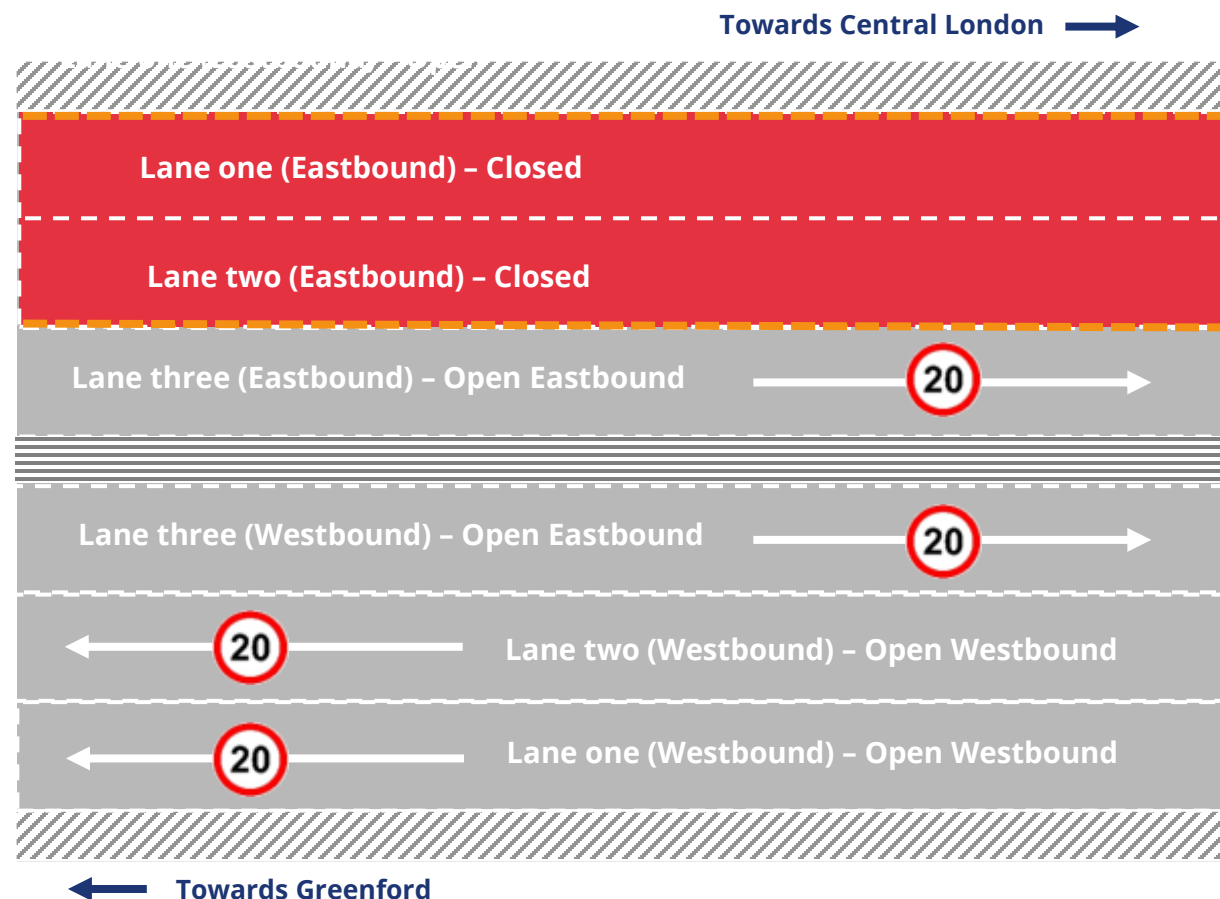 Towards Central London
Lane one (Eastbound) – Closed
Lane two (Eastbound) – Closed
Lane three (Eastbound) – Open Eastbound
20
Lane three (Westbound) – Open Eastbound
20
20
Lane two (Westbound) – Open Westbound
20
Lane one (Westbound) – Open Westbound
Towards Greenford